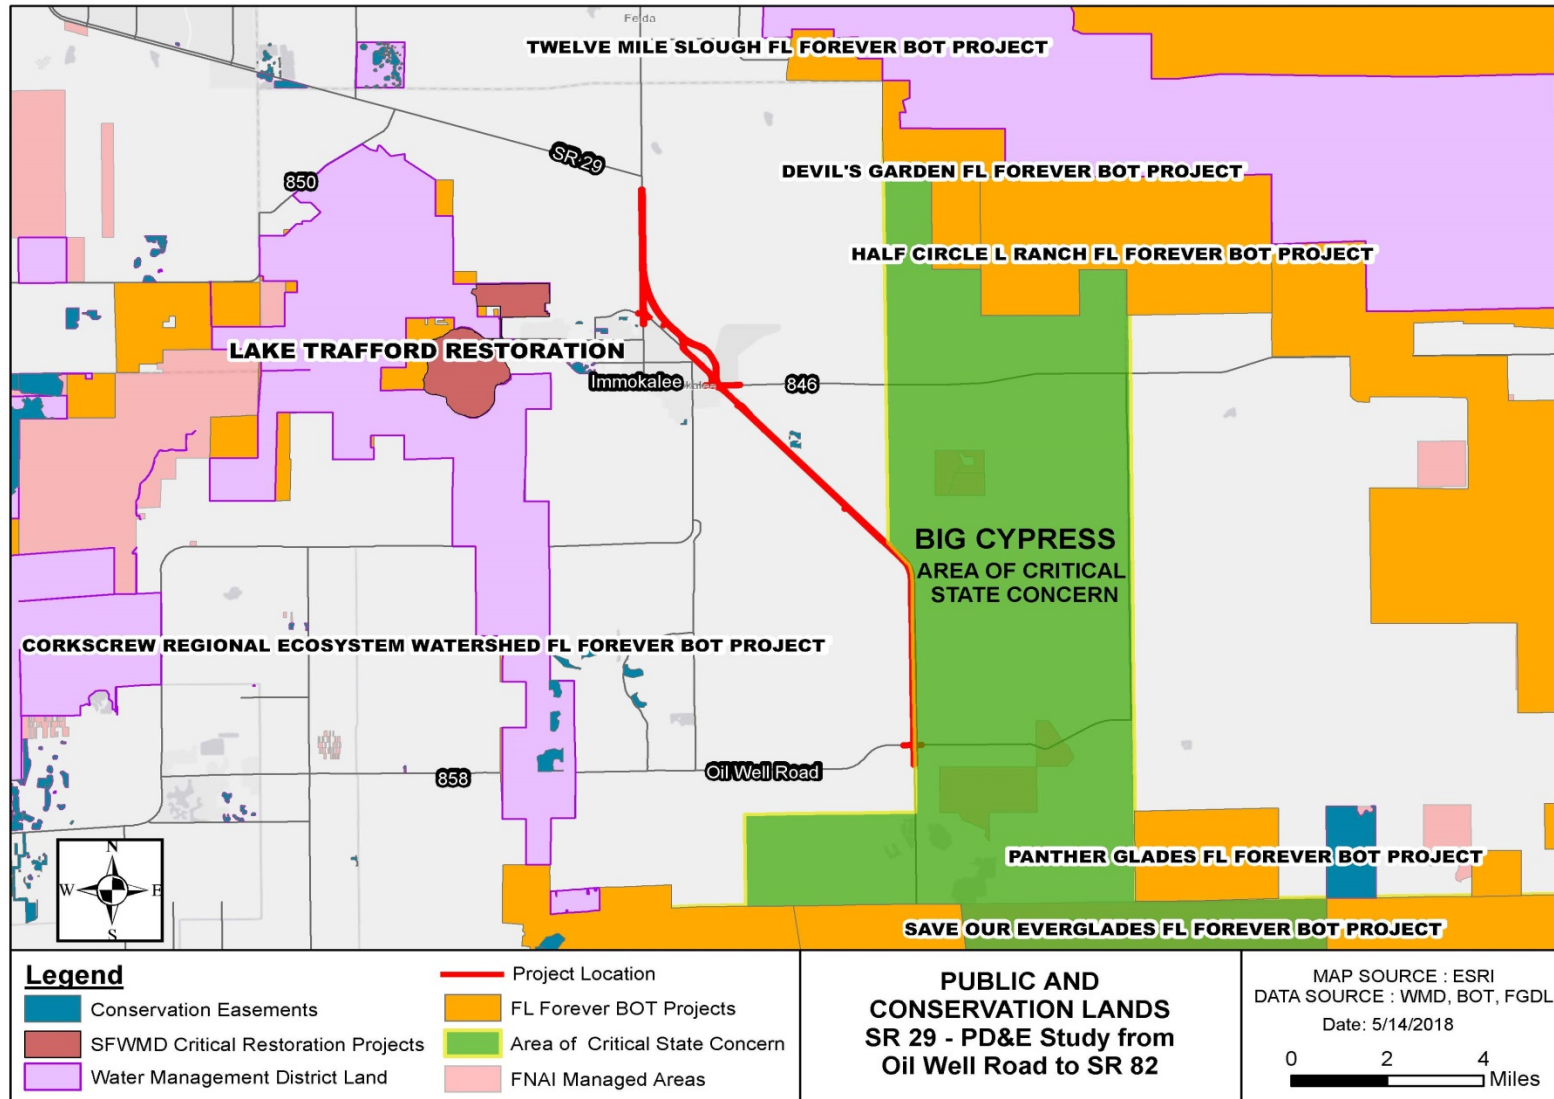 Felda
TWELVE MILE SLOUGH FL FOREVER BOT PROJECT
SR 29
DEVIL'S GARDEN FL FOREVER BOT PROJECT
850
HALF CIRCLE L RANCH FL FOREVER BOT PROJECT
LAKE TRAFFORD RESTORATION
Immokalee
846
BIG CYPRESS
AREA OF CRITICAL
STATE CONCERN
CORKSCREW REGIONAL ECOSYSTEM WATERSHED FL FOREVER BOT PROJECT
858
Oil Well Road
N
W
E
S
PANTHER GLADES FL FOREVER BOT PROJECT
SAVE OUR EVERGLADES FL FOREVER BOT PROJECT
Legend
Conservation Easements
SFWMD Critical Restoration Projects
Water Management District Land
Project Location
FL Forever BOT Projects
Area of Critical State Concern
FNAI Managed Areas
PUBLIC AND
CONSERVATION LANDS
SR 29 - PD&E Study from
Oil Well Road to SR 82
MAP SOURCE : ESRI
DATA SOURCE : WMD, BOT, FGDL
Date: 5/14/2018
0 2 4
Miles